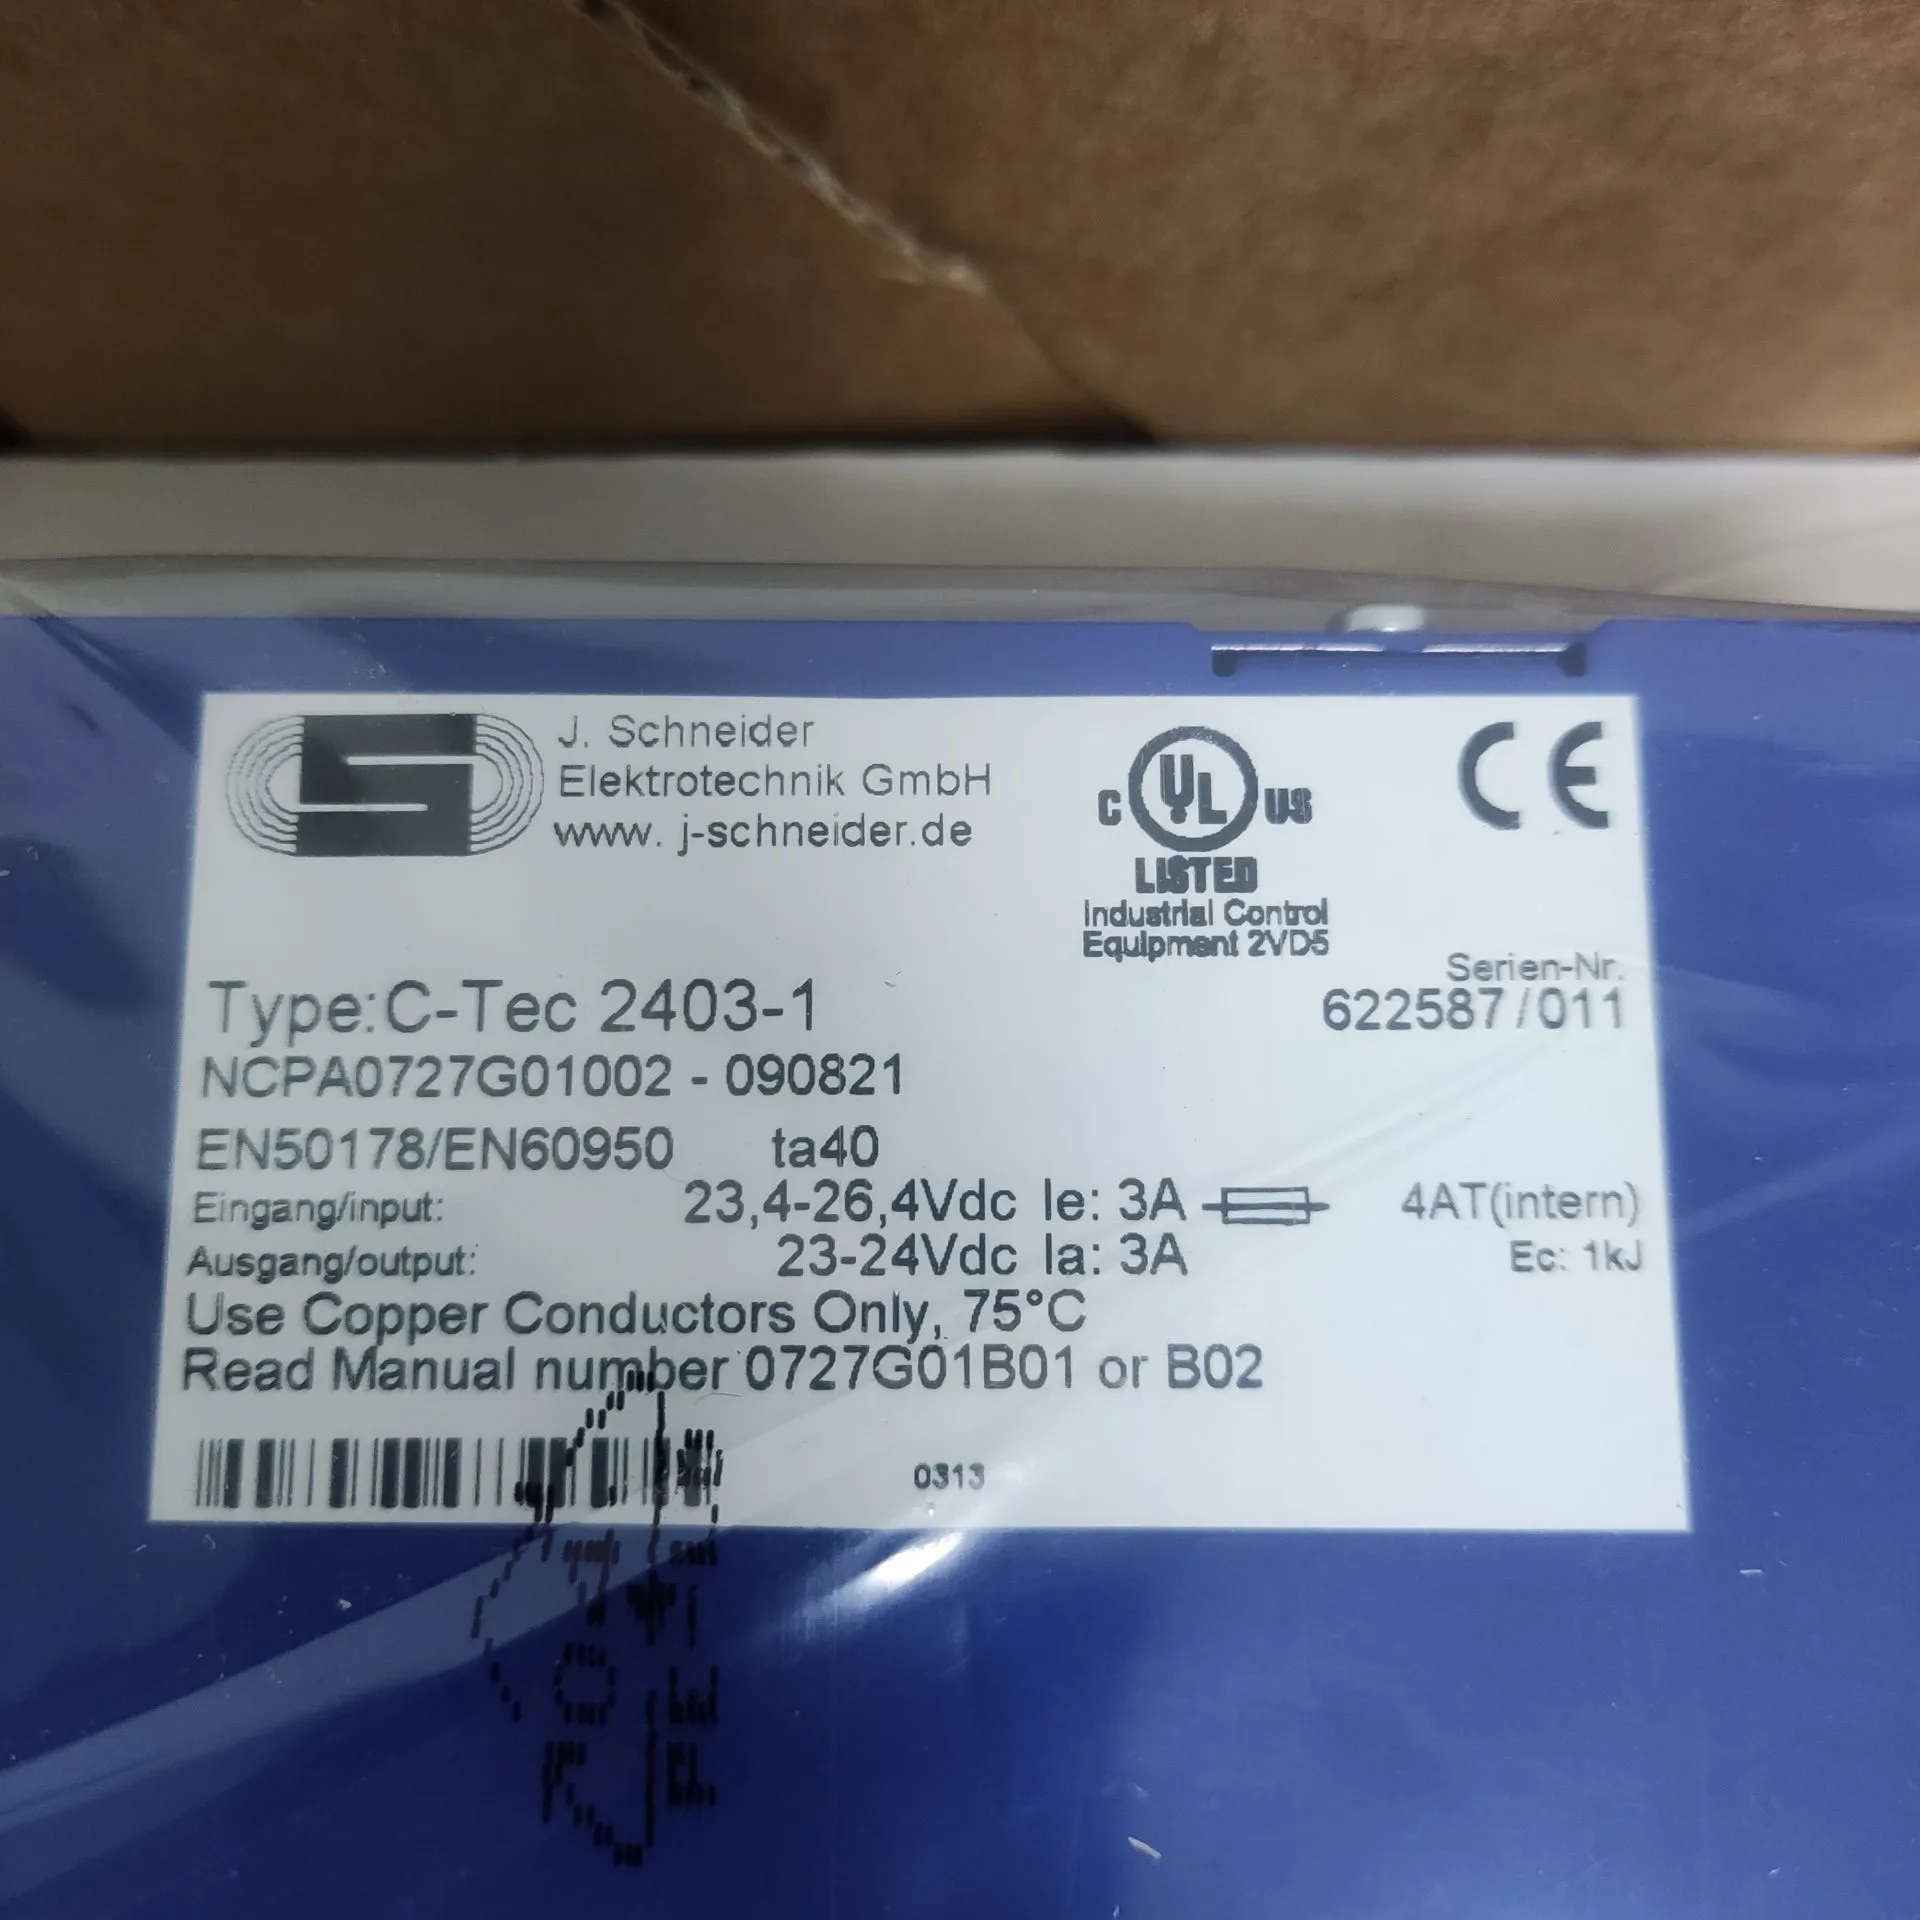 J. Schneider
Elektrotechnik GmbH
www. j-schneider.de
C UL US
LISTED
Industrial Control
Equipment 2VD5
CE
Serien-Nr.
622587/011
Type:C-Tec 2403-1
NCPA0727G01002 - 090821
EN50178/EN60950 ta40
Eingang/input: 23,4-26,4Vdc Ie: 3A 4AT(intern)
Ausgang/output: 23-24Vdc Ia: 3A Ec: 1kJ
Use Copper Conductors Only, 75°C
Read Manual number 0727G01B01 or B02
0313